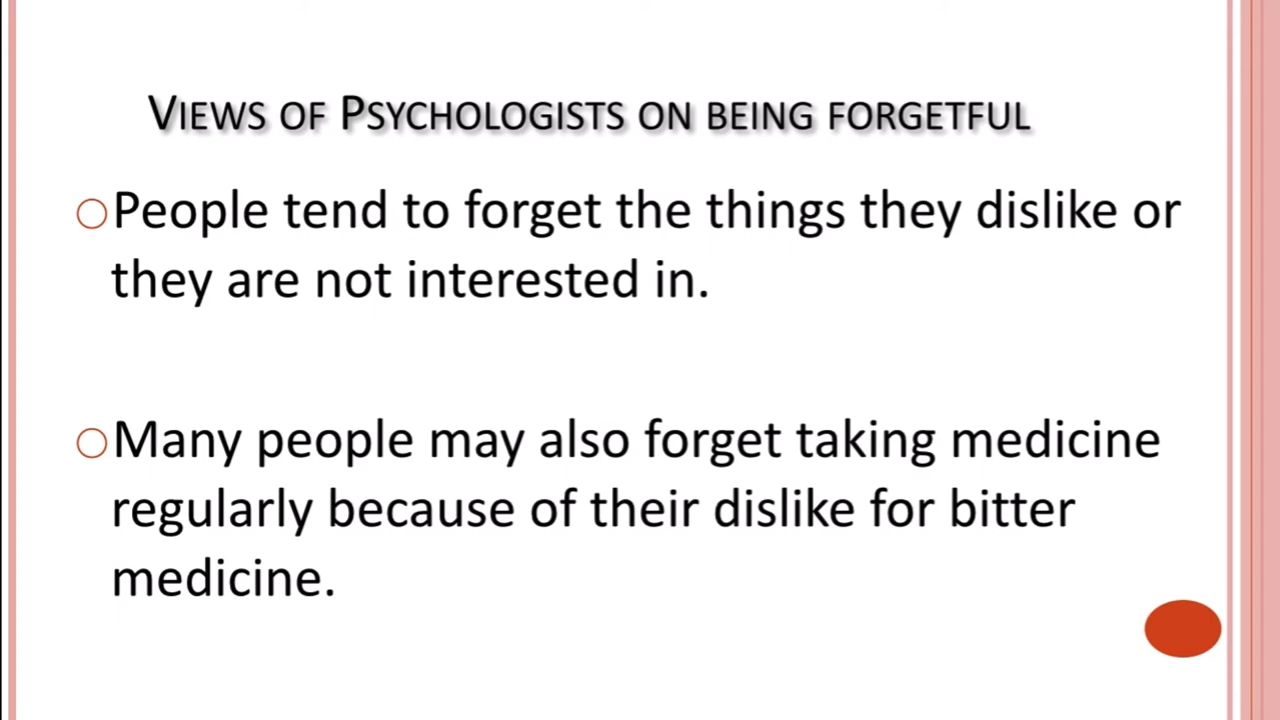 Views of Psychologists on being forgetful
People tend to forget the things they dislike or
they are not interested in.
Many people may also forget taking medicine
regularly because of their dislike for bitter
medicine.